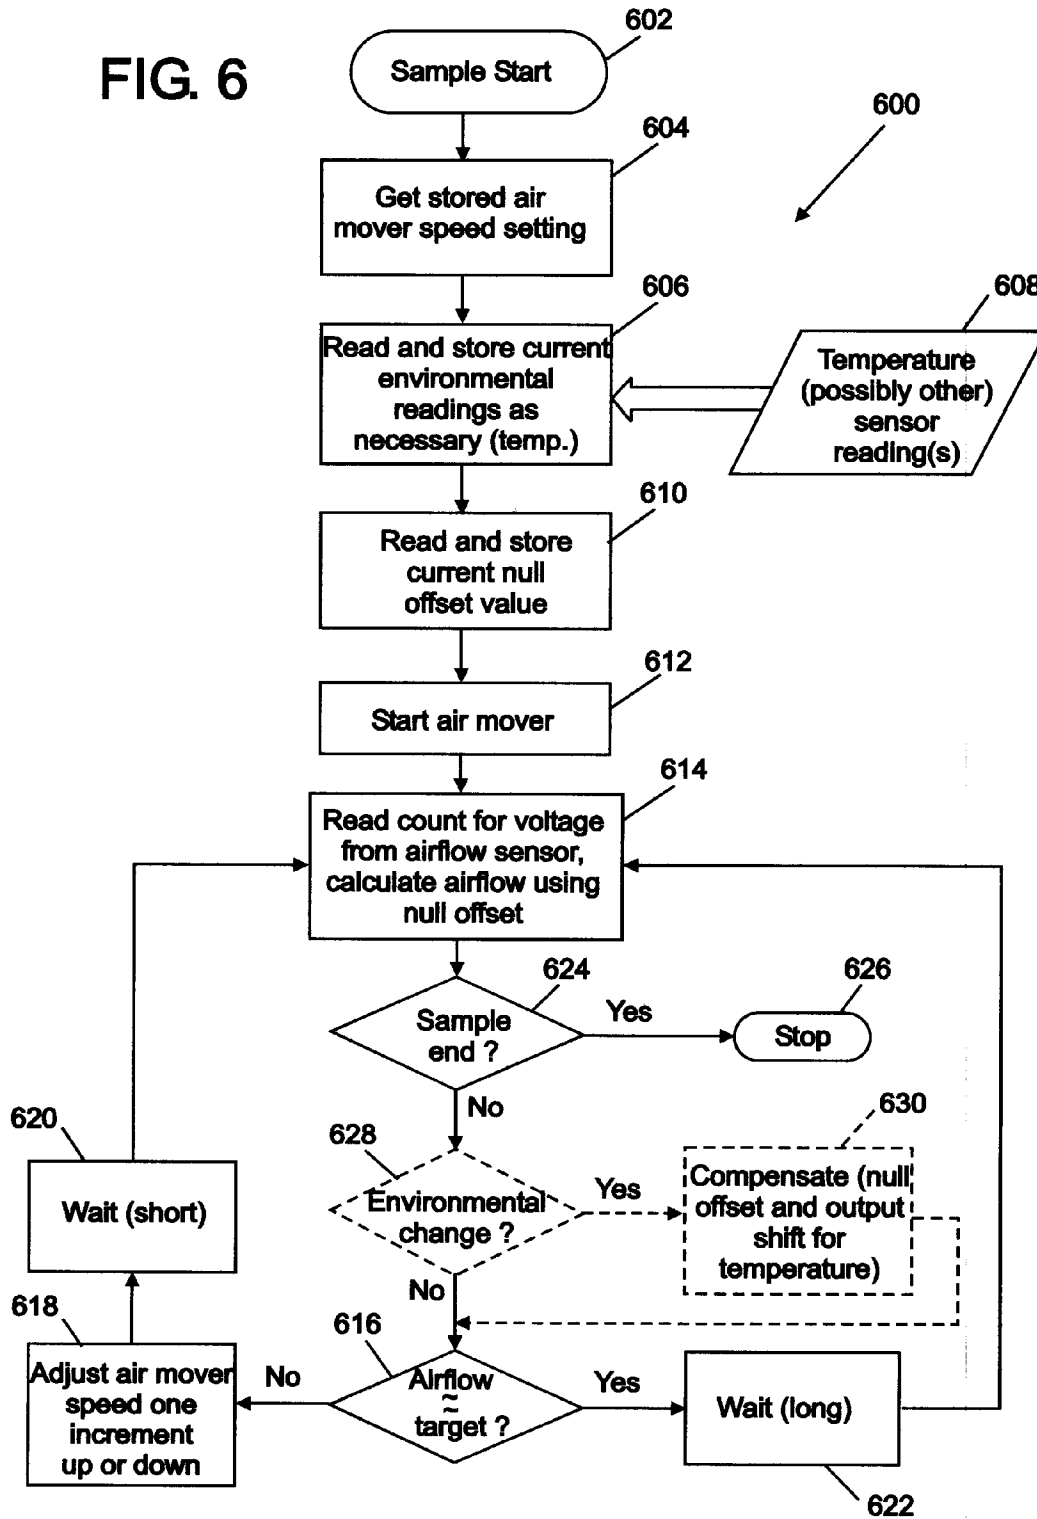 FIG. 6
602
Sample Start
600
604
Get stored air
mover speed setting
606
Read and store current
environmental
readings as
necessary (temp.)
608
Temperature
(possibly other)
sensor
reading(s)
610
Read and store
current null
offset value
612
Start air mover
614
Read count for voltage
from airflow sensor,
calculate airflow using
null offset
624
Sample
end ?
Yes
626
Stop
No
628
Environmental
change ?
Yes
630
Compensate (null
offset and output
shift for
temperature)
No
616
Airflow
≈
target ?
Yes
Wait (long)
622
No
618
Adjust air mover
speed one
increment
up or down
620
Wait (short)